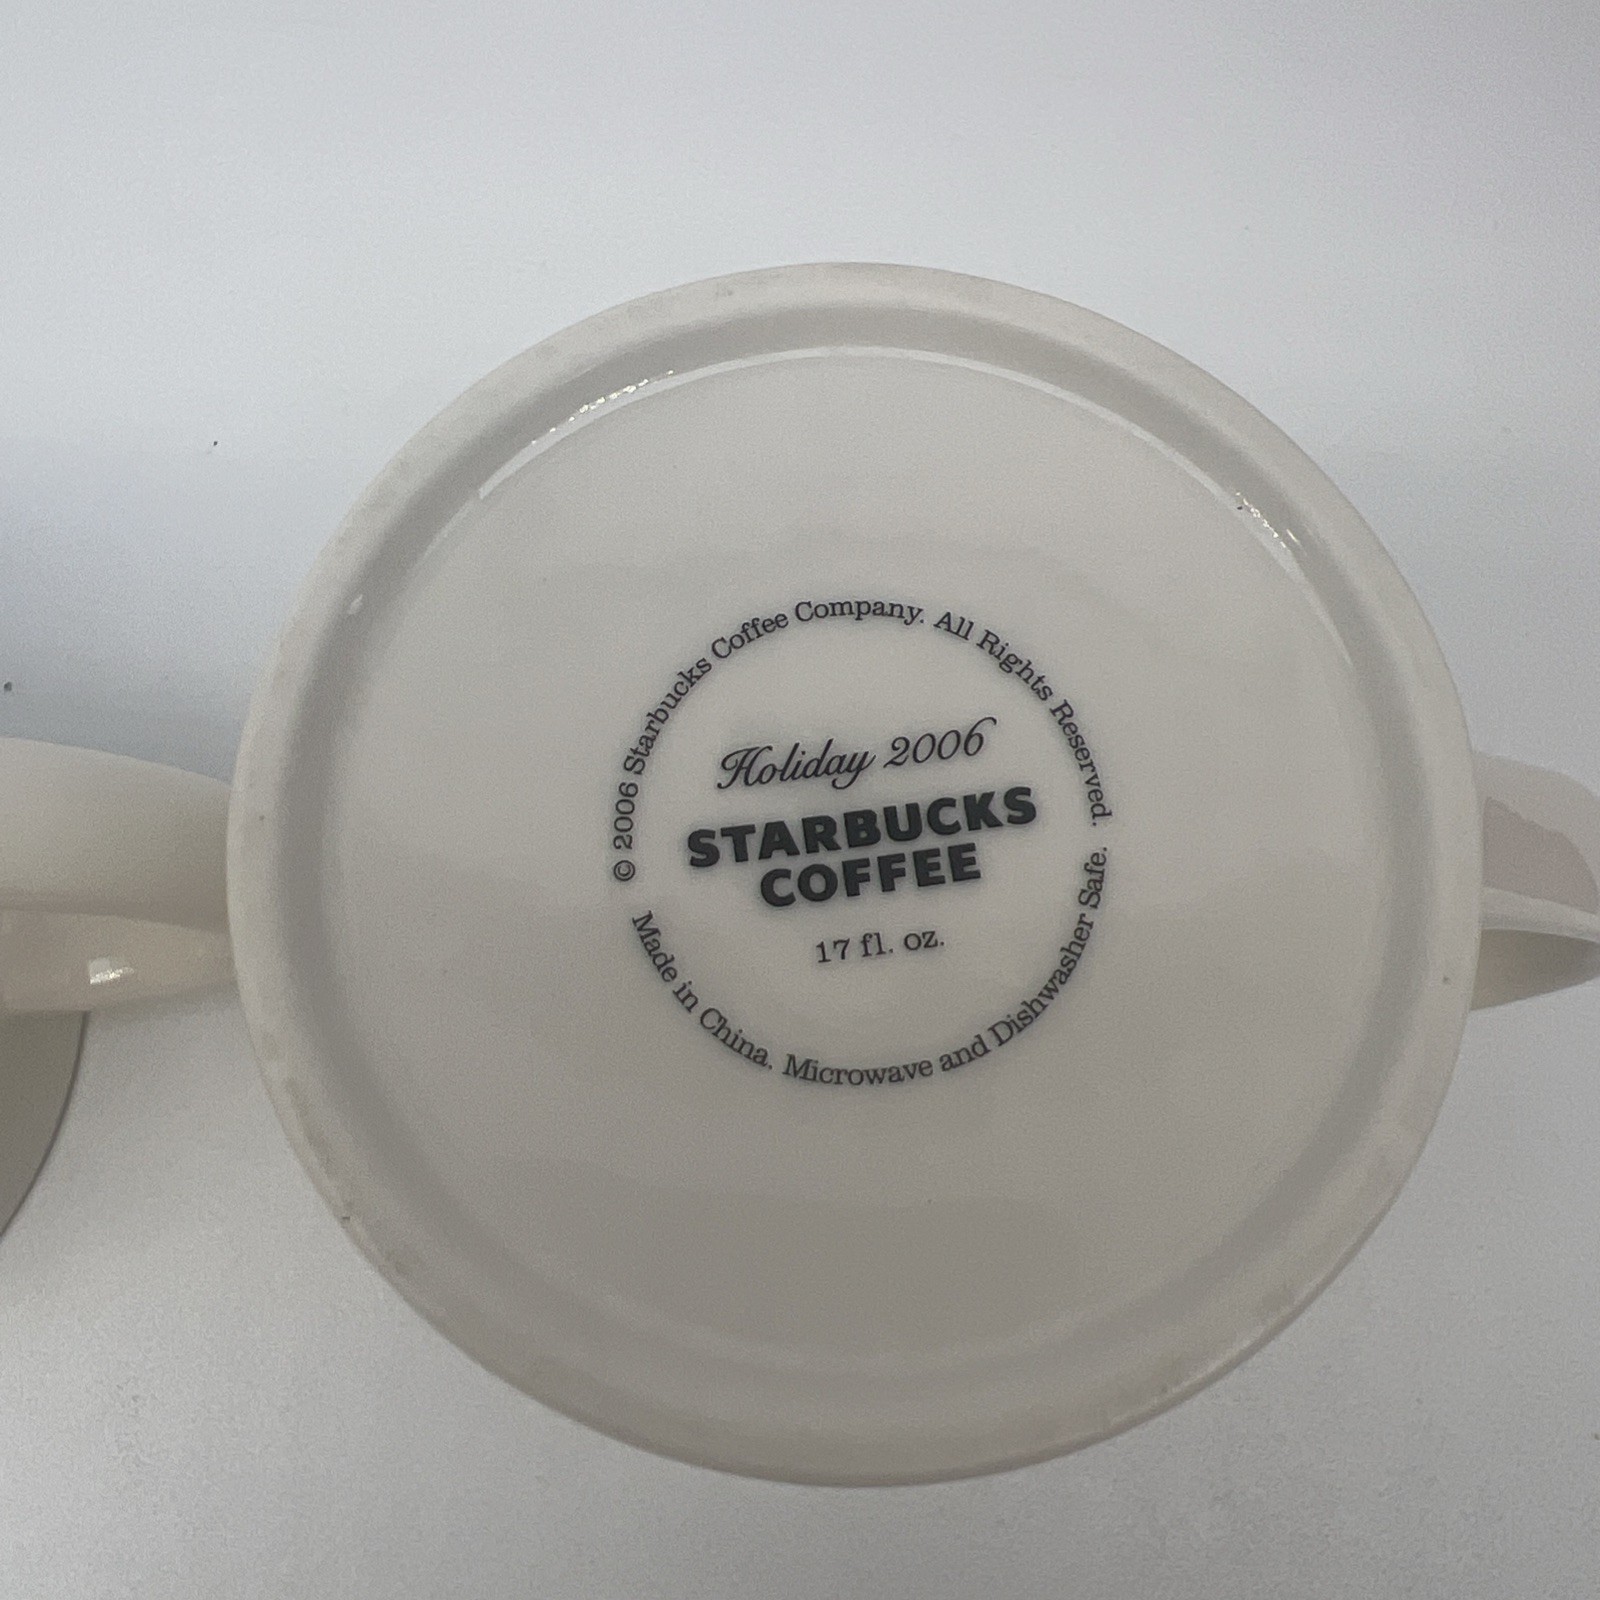 © 2006 Starbucks Coffee Company. All Rights Reserved.
Holiday 2006
STARBUCKS
COFFEE
17 fl. oz.
Made in China. Microwave and Dishwasher Safe.